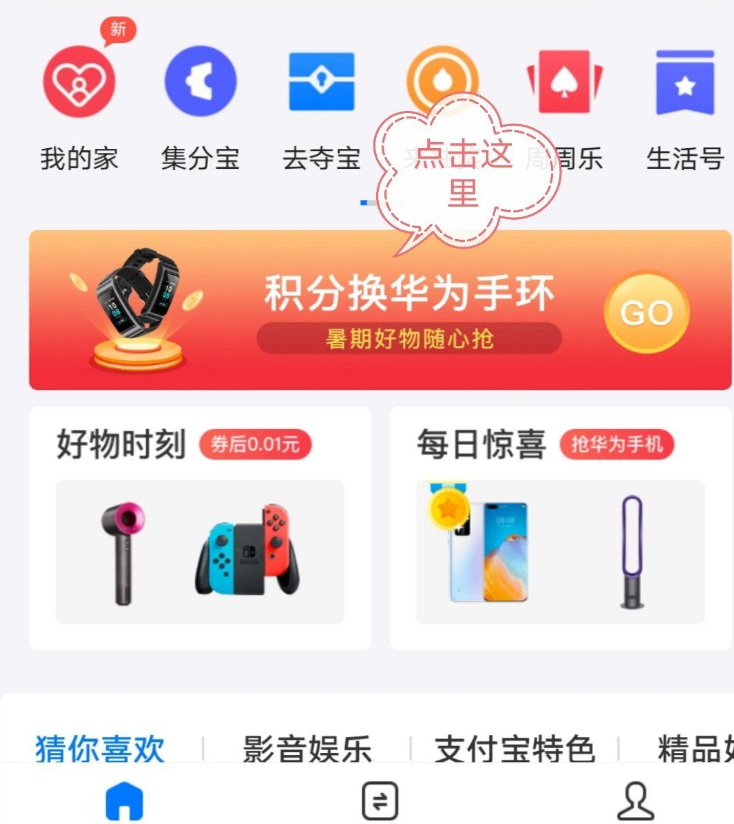 新
我的家 集分宝 去夺宝 周乐 生活号
点击这
里
积分换华为手环
GO
暑期好物随心抢
好物时刻 券后0.01元 每日惊喜 抢华为手机
08:08
猜你喜欢 影音娱乐 支付宝特色 精品